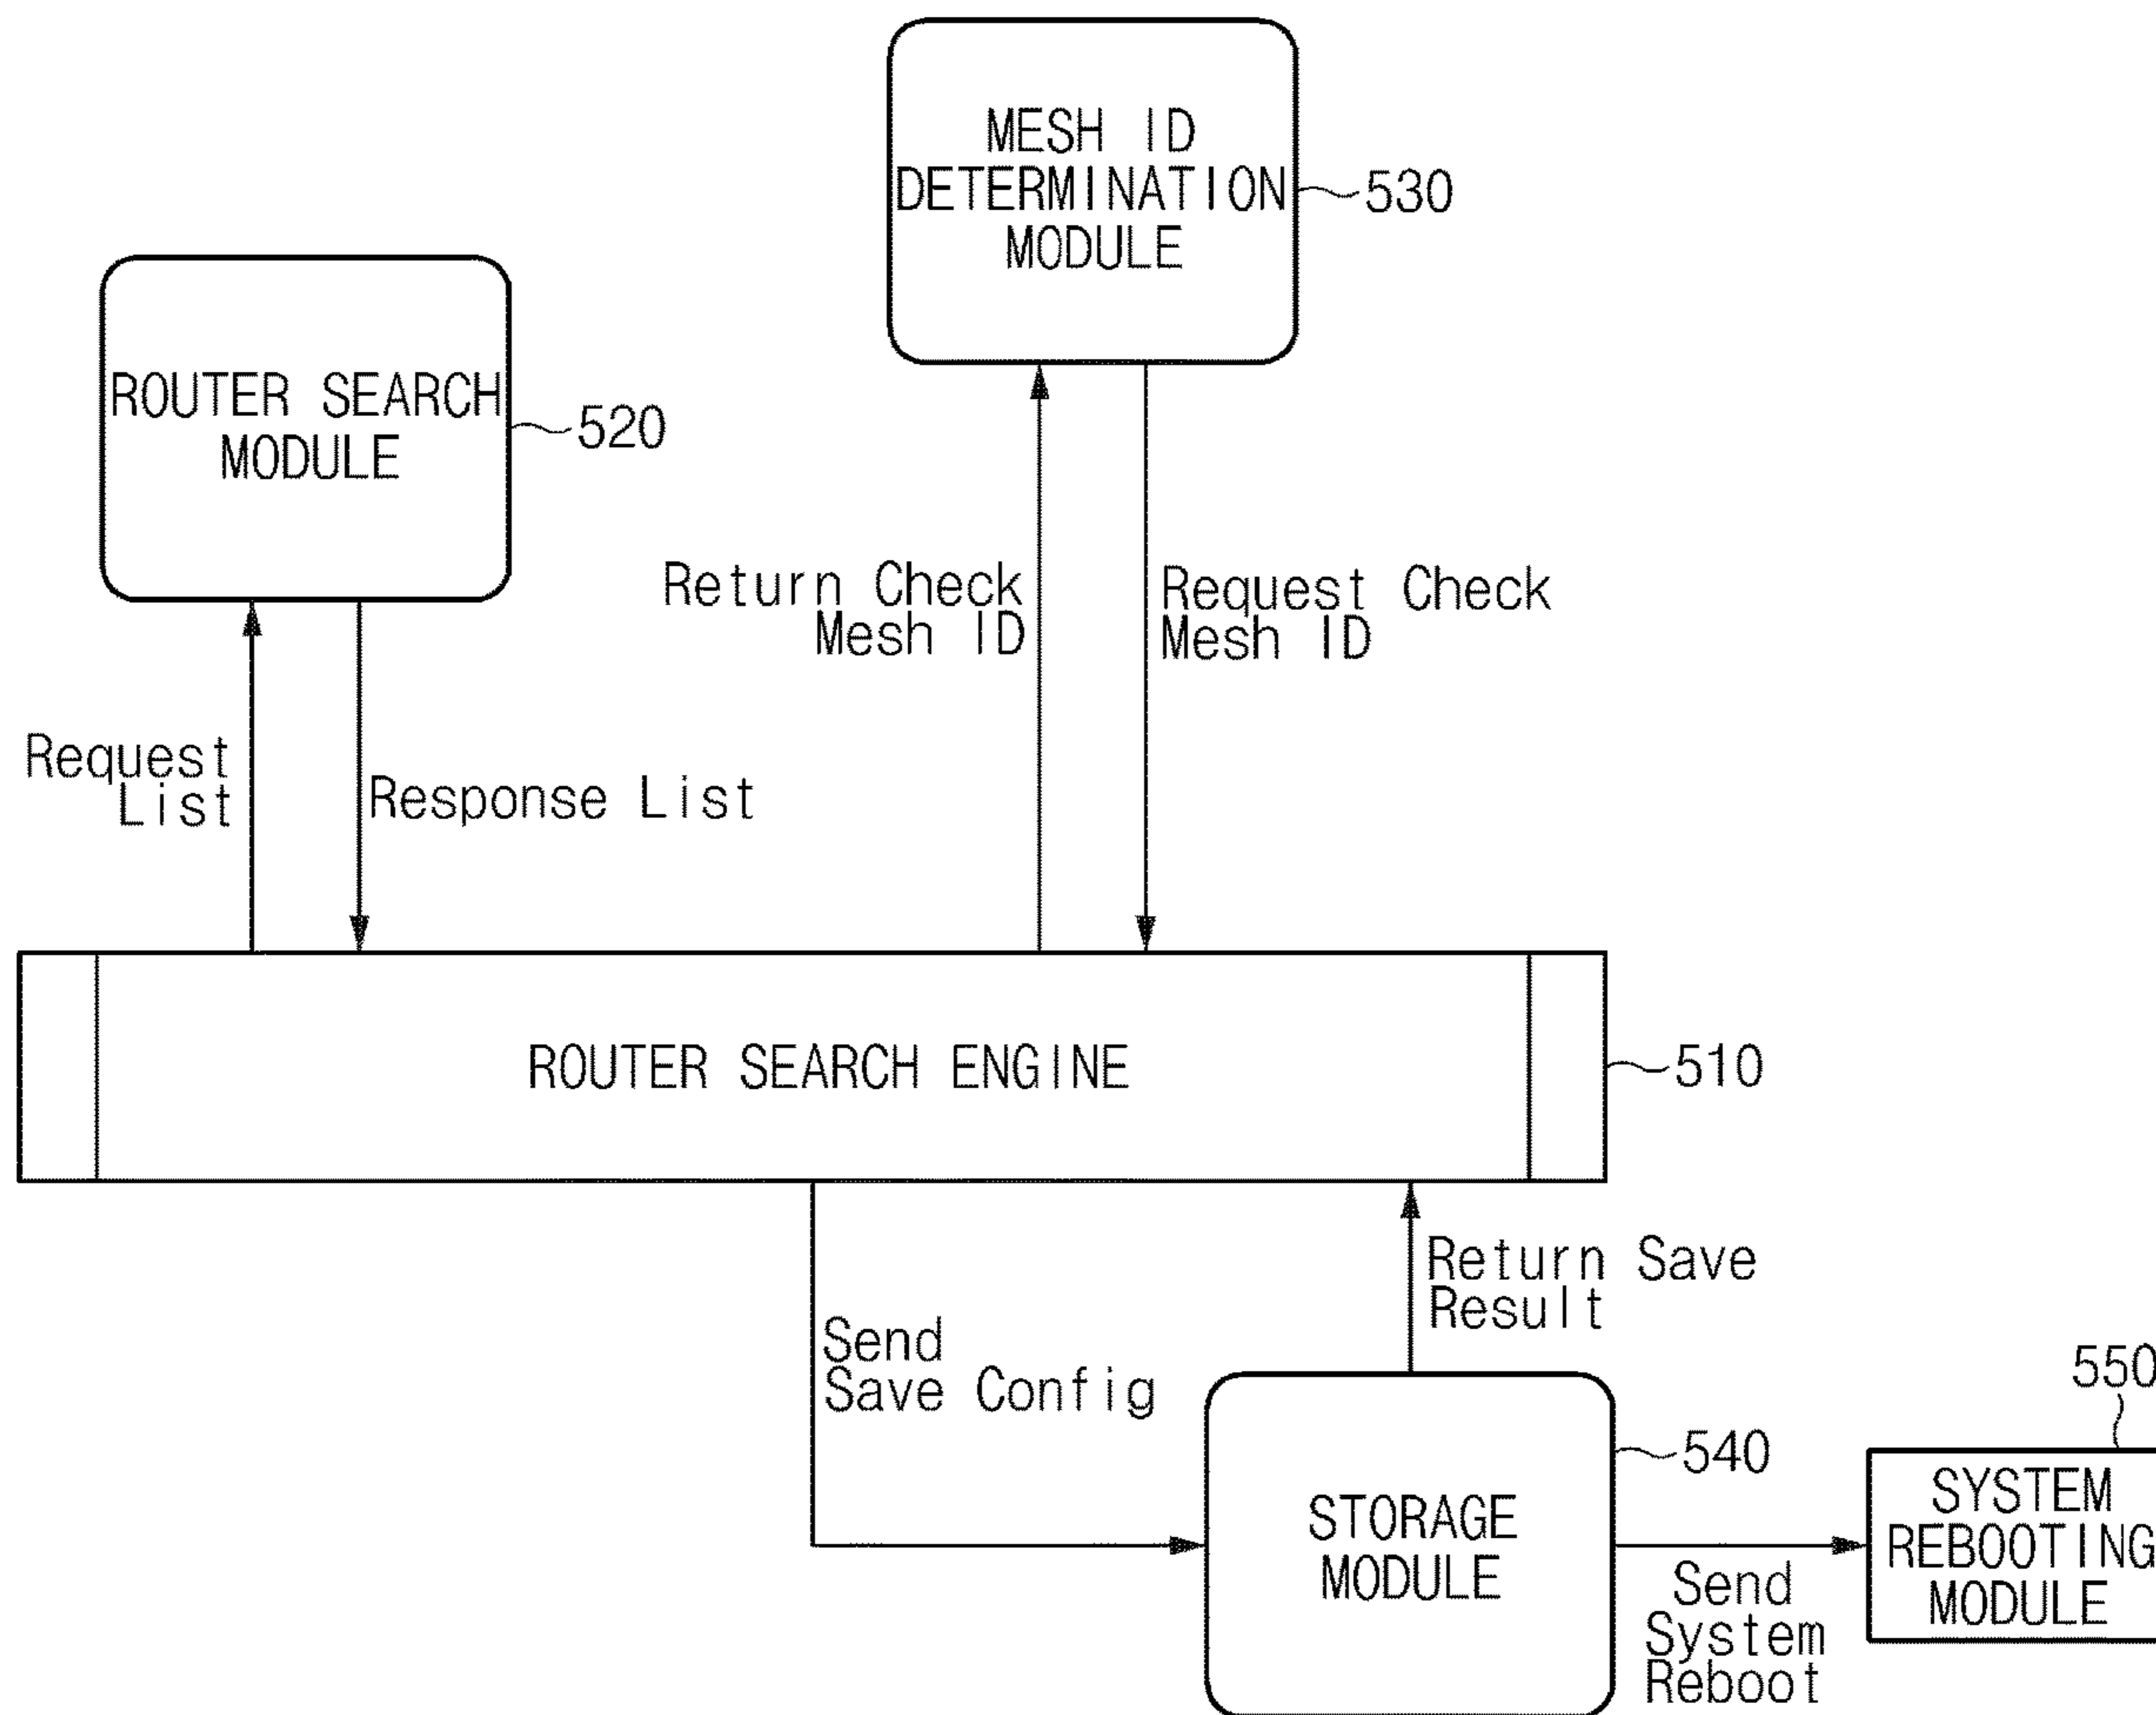 MESH ID
DETERMINATION
MODULE
530
ROUTER SEARCH
MODULE
520
Return Check
Mesh ID
Request Check
Mesh ID
Request
List
Response List
ROUTER SEARCH ENGINE
510
Send
Save Config
Return Save
Result
STORAGE
MODULE
540
550
SYSTEM
REBOOTING
MODULE
Send
System
Reboot